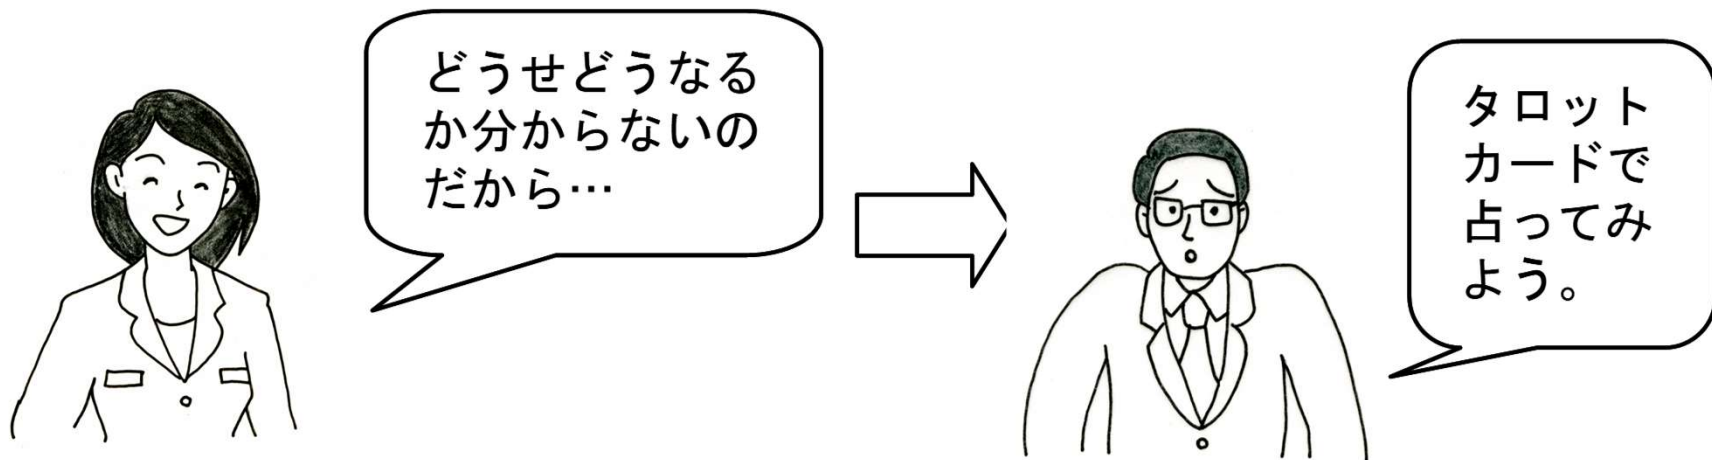 どうせどうなる
か分からないの
だから…
タロット
カードで
占ってみ
よう。